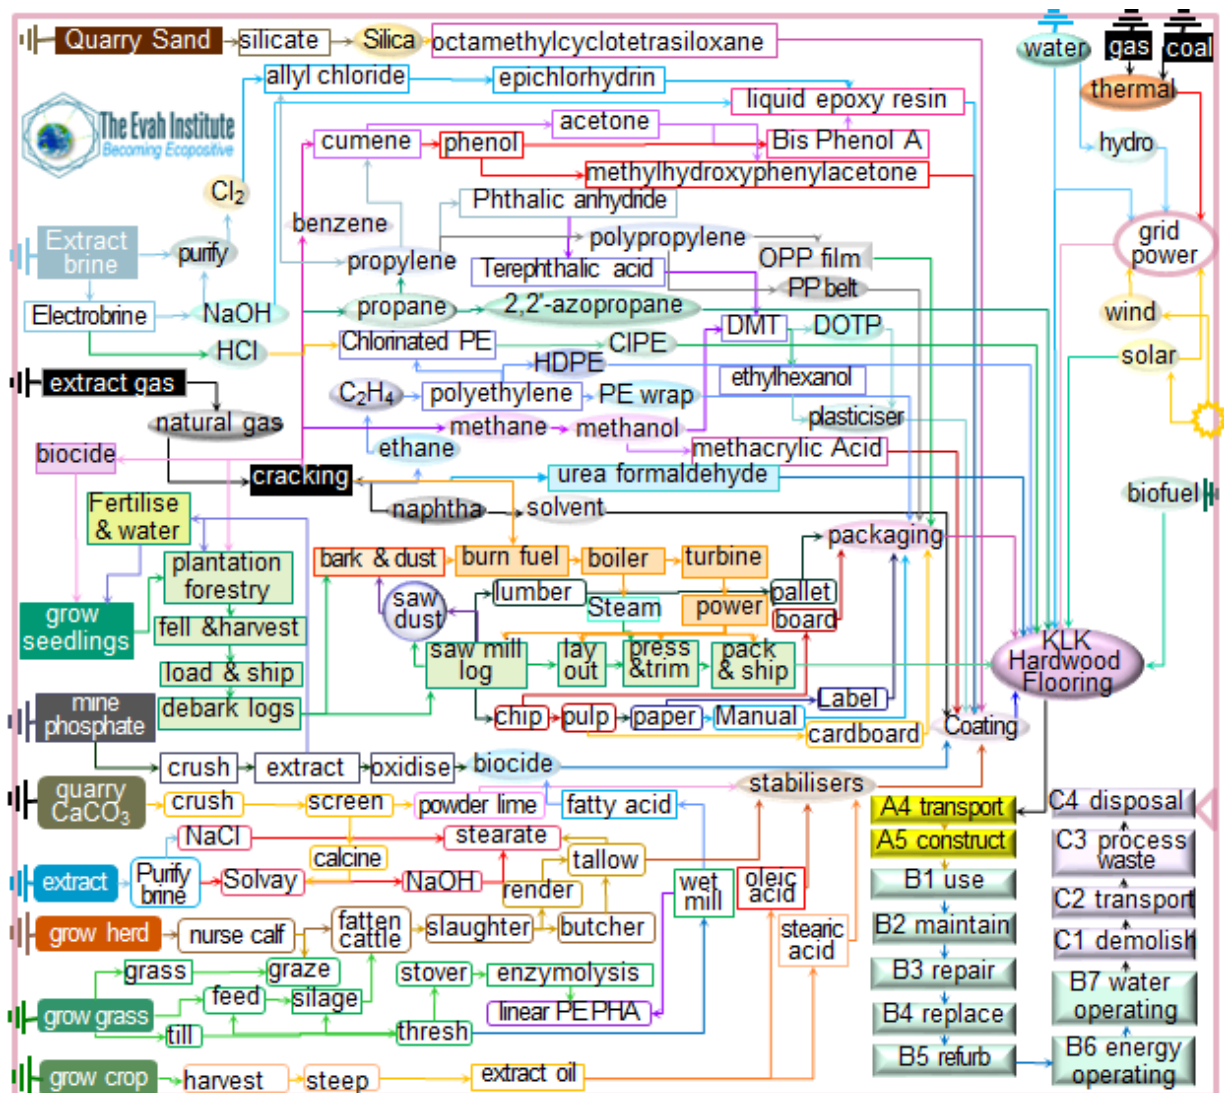 Quarry Sand
silicate
Silica
octamethylcyclotetrasiloxane
water
gas
coal
allyl chloride
epichlorhydrin
thermal
liquid epoxy resin
The Evah Institute
Becoming Ecopositive
acetone
cumene
phenol
Bis Phenol A
hydro
methylhydroxyphenylacetone
Cl2
Phthalic anhydride
benzene
Extract
brine
purify
polypropylene
grid
power
propylene
OPP film
Terephthalic acid
PP belt
Electrobrine
NaOH
propane
2,2'-azopropane
wind
DMT
DOTP
HCl
Chlorinated PE
CIPE
solar
HDPE
extract gas
ethylhexanol
C2H4
polyethylene
PE wrap
natural gas
methane
methanol
plasticiser
biocide
ethane
methacrylic Acid
cracking
urea formaldehyde
biofuel
Fertilise
& water
naphtha
solvent
packaging
plantation
forestry
bark & dust
burn fuel
boiler
turbine
saw
dust
lumber
pallet
Steam
power
board
grow
seedlings
fell &harvest
saw mill
log
lay
out
press
&trim
pack
& ship
KLK
Hardwood
Flooring
load & ship
mine
phosphate
debark logs
chip
pulp
paper
Manual
Label
cardboard
Coating
crush
extract
oxidise
biocide
stabilisers
quarry
CaCO3
crush
screen
powder lime
fatty acid
A4 transport
C4 disposal
NaCl
stearate
A5 construct
C3 process
waste
calcine
tallow
extract
Purify
brine
Solvay
NaOH
render
wet
mill
oleic
acid
B1 use
C2 transport
grow herd
nurse calf
fatten
cattle
slaughter
butcher
stearic
acid
B2 maintain
C1 demolish
grass
graze
stover
enzymolysis
B3 repair
B7 water
operating
feed
silage
linear PEPHA
grow grass
till
thresh
B4 replace
B5 refurb
B6 energy
operating
grow crop
harvest
steep
extract oil